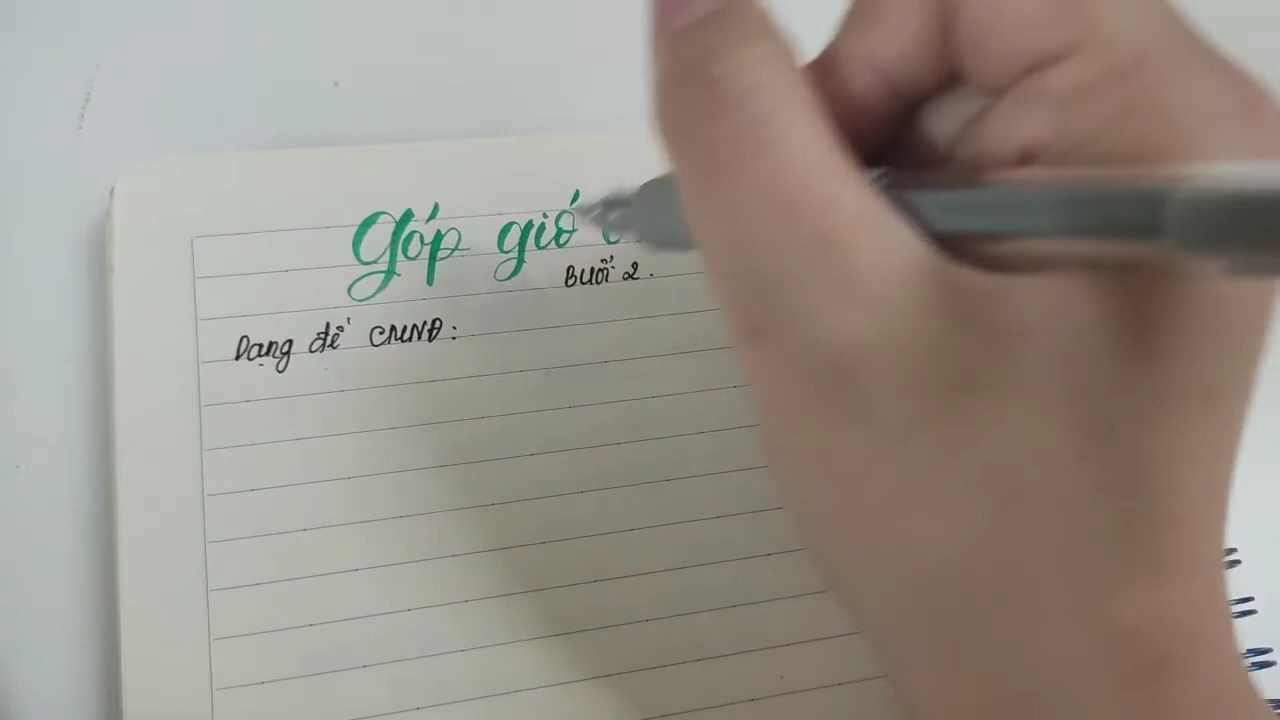 Góp gió
Buổi 2.
Dạng đề CMNĐ: